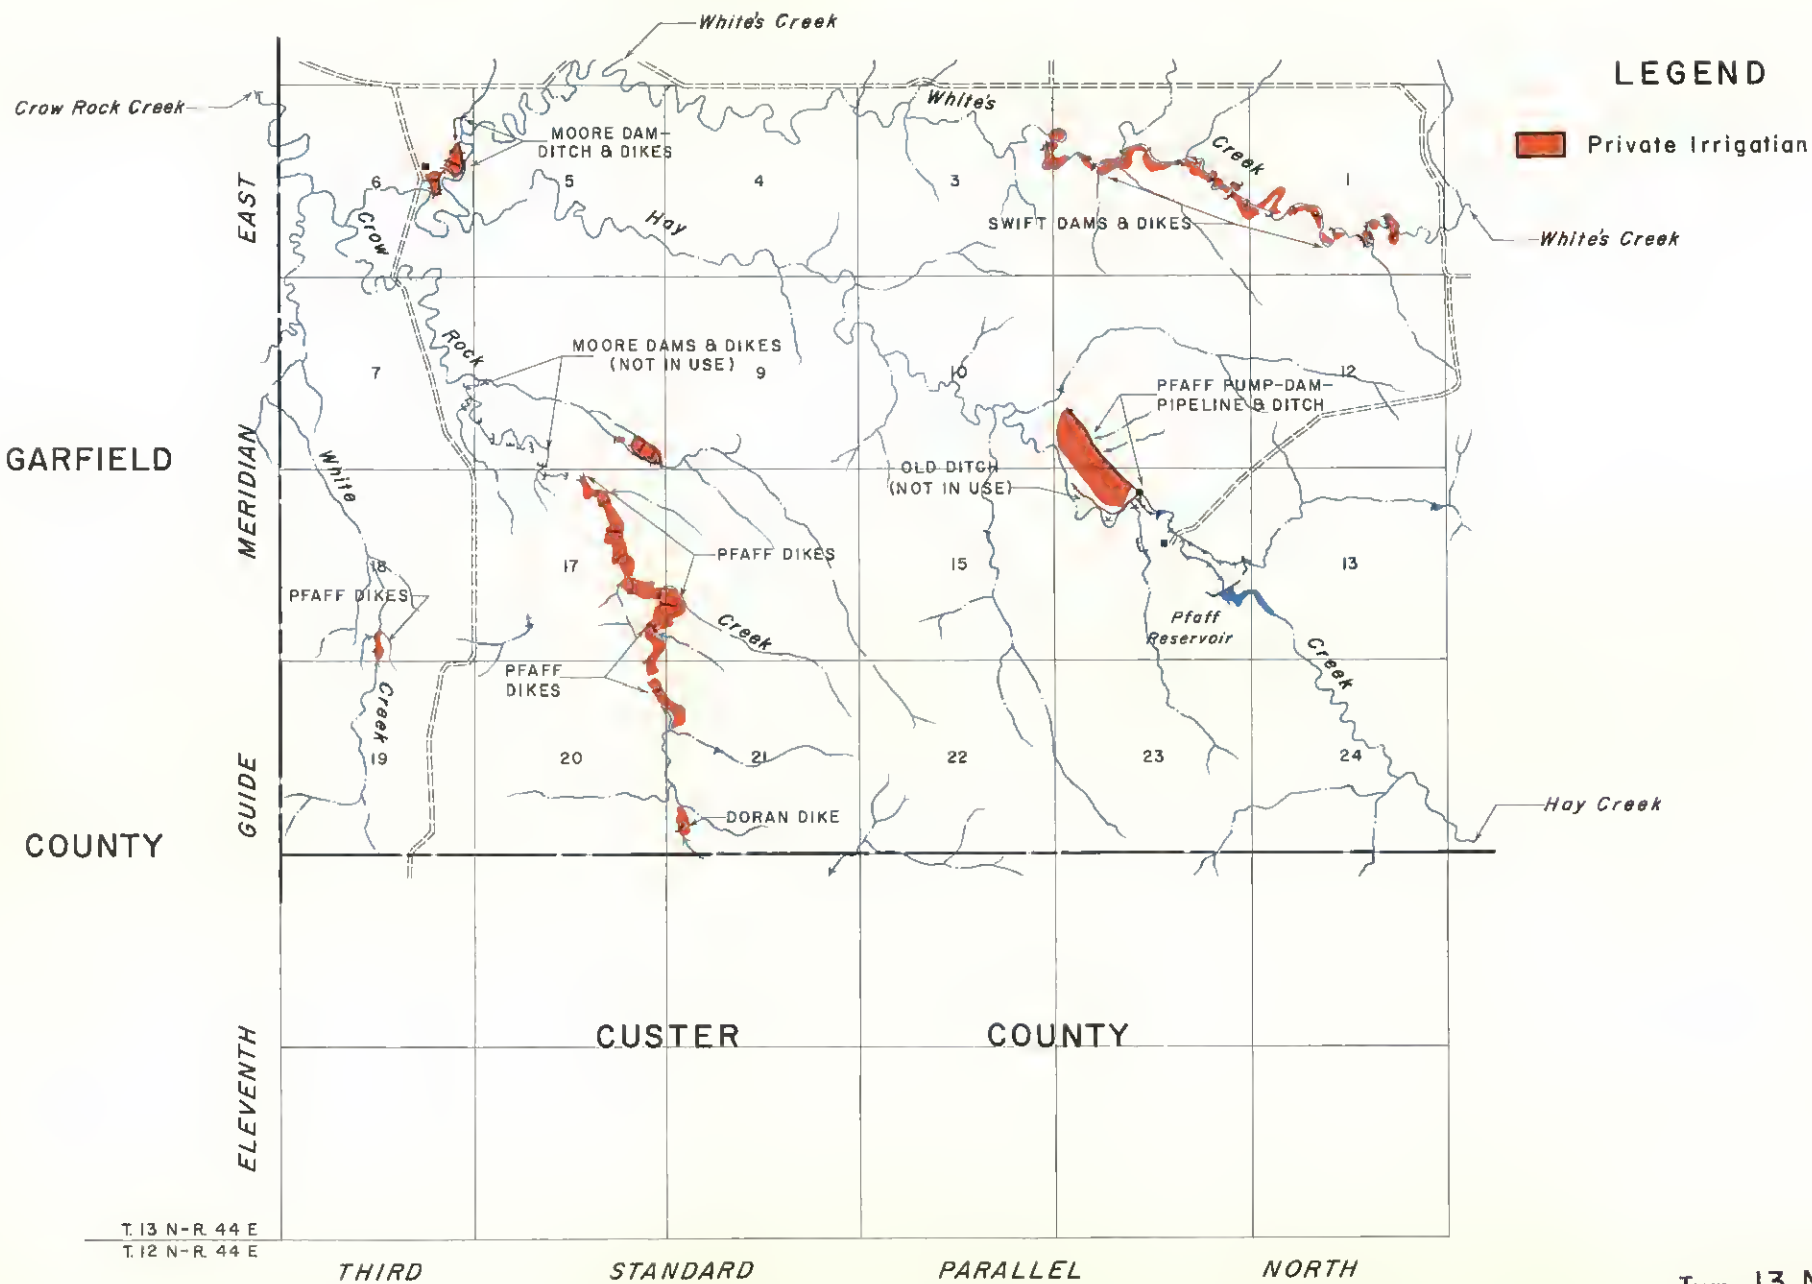 White's Creek
LEGEND
Private Irrigation
Crow Rock Creek
White's
Creek
MOORE DAM-
DITCH & DIKES
6
5
4
3
1
EAST
Crow
Hay
SWIFT DAMS & DIKES
White's Creek
Rock
MOORE DAMS & DIKES
(NOT IN USE)
7
9
10
12
PFAFF PUMP-DAM-
PIPELINE & DITCH
GARFIELD
MERIDIAN
White
OLD DITCH
(NOT IN USE)
PFAFF DIKES
18
17
15
13
PFAFF DIKES
Pfaff
Reservoir
Creek
Creek
PFAFF
DIKES
Creek
19
20
21
22
23
24
GUIDE
COUNTY
DORAN DIKE
Hay Creek
CUSTER COUNTY
ELEVENTH
T. 13 N-R. 44 E
T. 12 N-R. 44 E
THIRD STANDARD PARALLEL NORTH
13 N